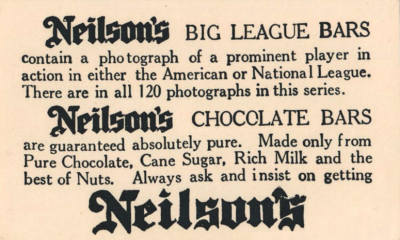 Neilson's BIG LEAGUE BARS
contain a photograph of a prominent player in
action in either the American or National League.
There are in all 120 photographs in this series.
Neilson's CHOCOLATE BARS
are guaranteed absolutely pure. Made only from
Pure Chocolate, Cane Sugar, Rich Milk and the
best of Nuts. Always ask and insist on getting
Neilson's